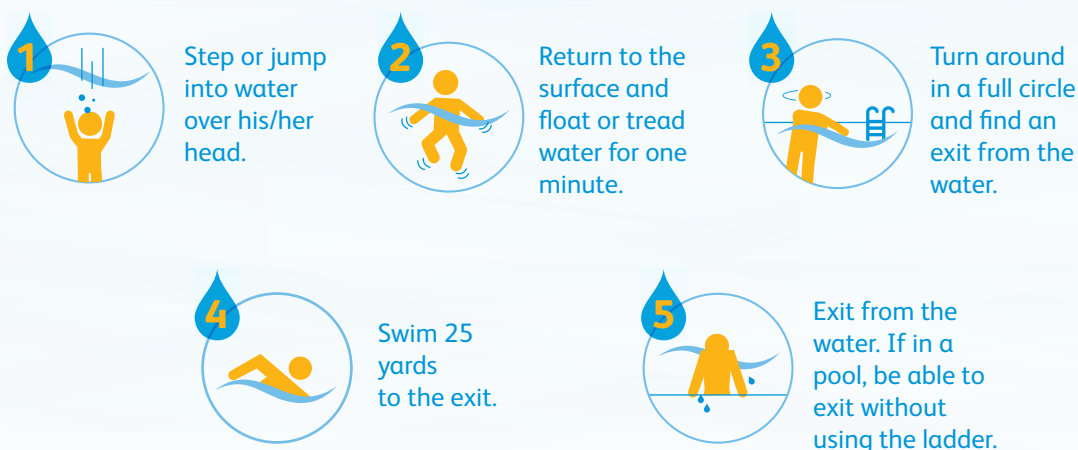 1
Step or jump
into water
over his/her
head.
2
Return to the
surface and
float or tread
water for one
minute.
3
Turn around
in a full circle
and find an
exit from the
water.
4
Swim 25
yards
to the exit.
5
Exit from the
water. If in a
pool, be able to
exit without
using the ladder.